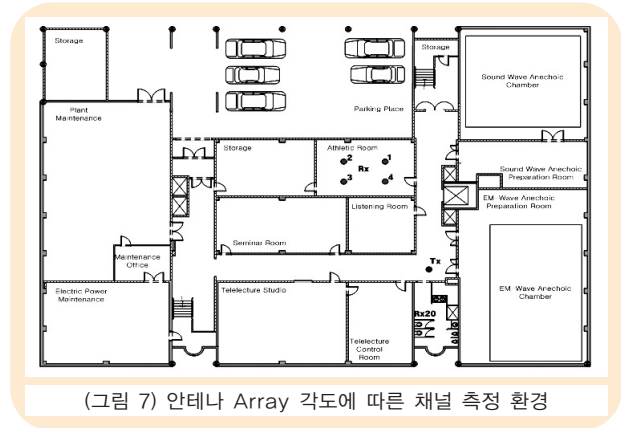 Storage
Storage
Sound Wave Anechoic
Chamber
Plant
Maintenance
Parking Place
Storage
Athletic Room
2
1
Rx
3
4
Sound Wave Anechoic
Preparation Room
EM-Wave Anechoic
Preparation Room
Listening Room
Seminar Room
Maintenance
Office
Tx
Electric Power
Maintenance
Telelecture Studio
EM-Wave Anechoic
Chamber
Rx20
Telelecture
Control
Room
(그림 7) 안테나 Array 각도에 따른 채널 측정 환경